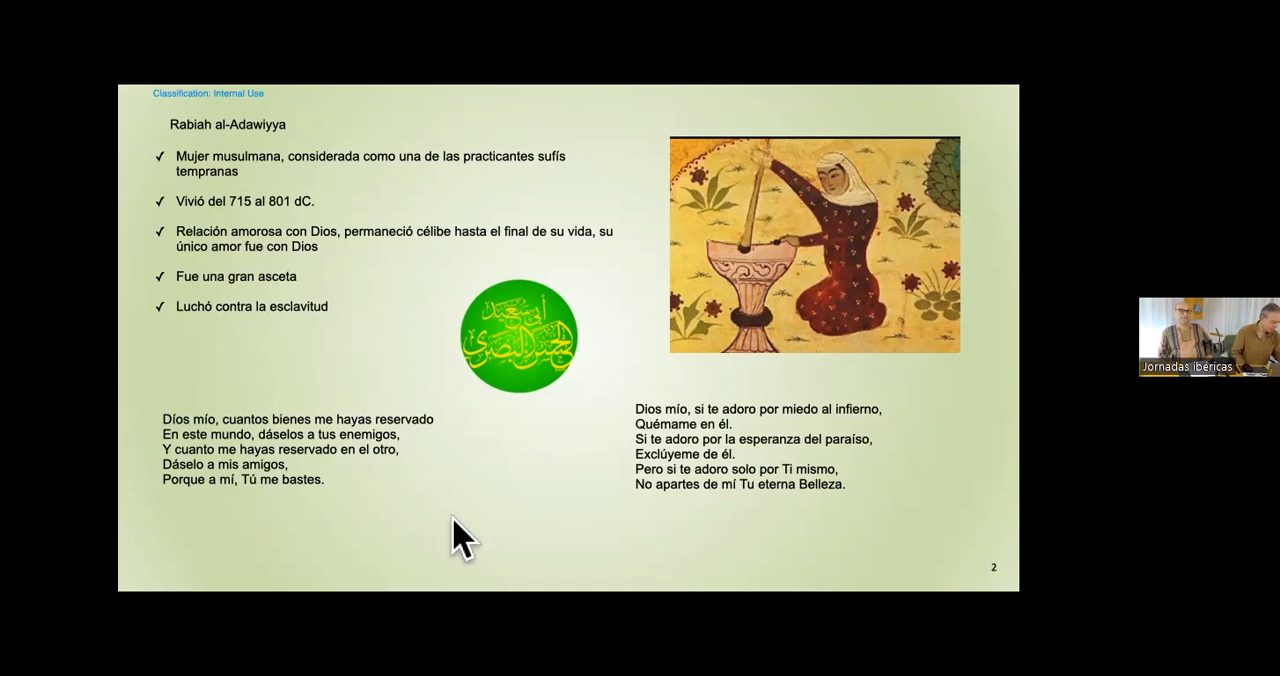 Classification: Internal Use
Rabiah al-Adawiyya
✓ Mujer musulmana, considerada como una de las practicantes sufís
tempranas
✓ Vivió del 715 al 801 dC.
✓ Relación amorosa con Dios, permaneció célibe hasta el final de su vida, su
único amor fue con Dios
✓ Fue una gran asceta
✓ Luchó contra la esclavitud
أبي سعيد
الحسن البصري
Díos mío, cuantos bienes me hayas reservado
En este mundo, dáselos a tus enemigos,
Y cuanto me hayas reservado en el otro,
Dáselo a mis amigos,
Porque a mí, Tú me bastes.
Dios mío, si te adoro por miedo al infierno,
Quémame en él.
Si te adoro por la esperanza del paraíso,
Exclúyeme de él.
Pero si te adoro solo por Ti mismo,
No apartes de mí Tu eterna Belleza.
2
Jornadas ibéricas